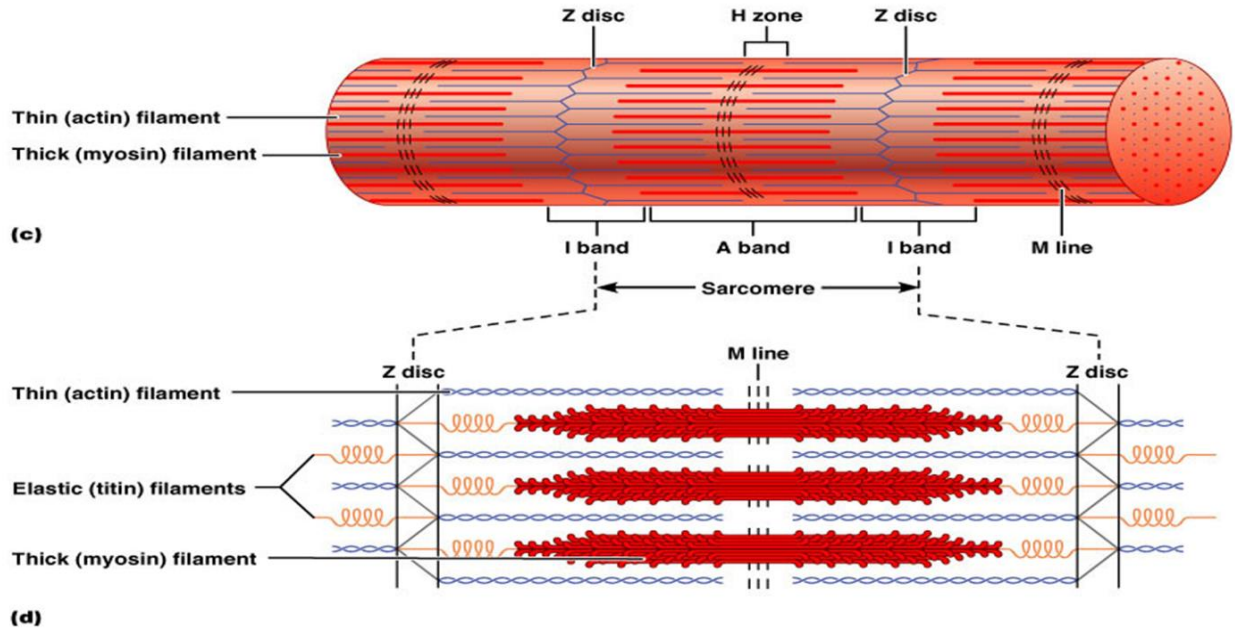 Z disc H zone Z disc
Thin (actin) filament
Thick (myosin) filament
(c)
I band A band I band M line
Sarcomere
M line
Z disc Z disc
Thin (actin) filament
Elastic (titin) filaments
Thick (myosin) filament
(d)